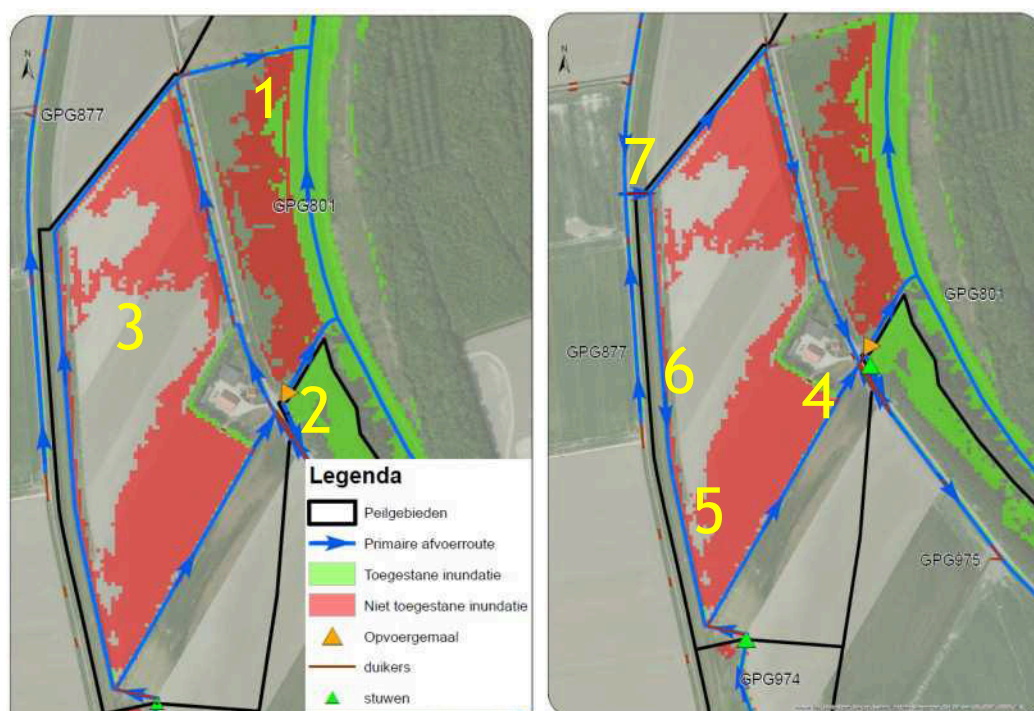 N
1
GPG877
GPG801
3
2
Legenda
Peilgebieden
Primaire afvoerroute
Toegestane inundatie
Niet toegestane inundatie
Opvoergemaal
duikers
stuwen
N
7
GPG801
GPG877
6
4
5
GPG975
GPG974